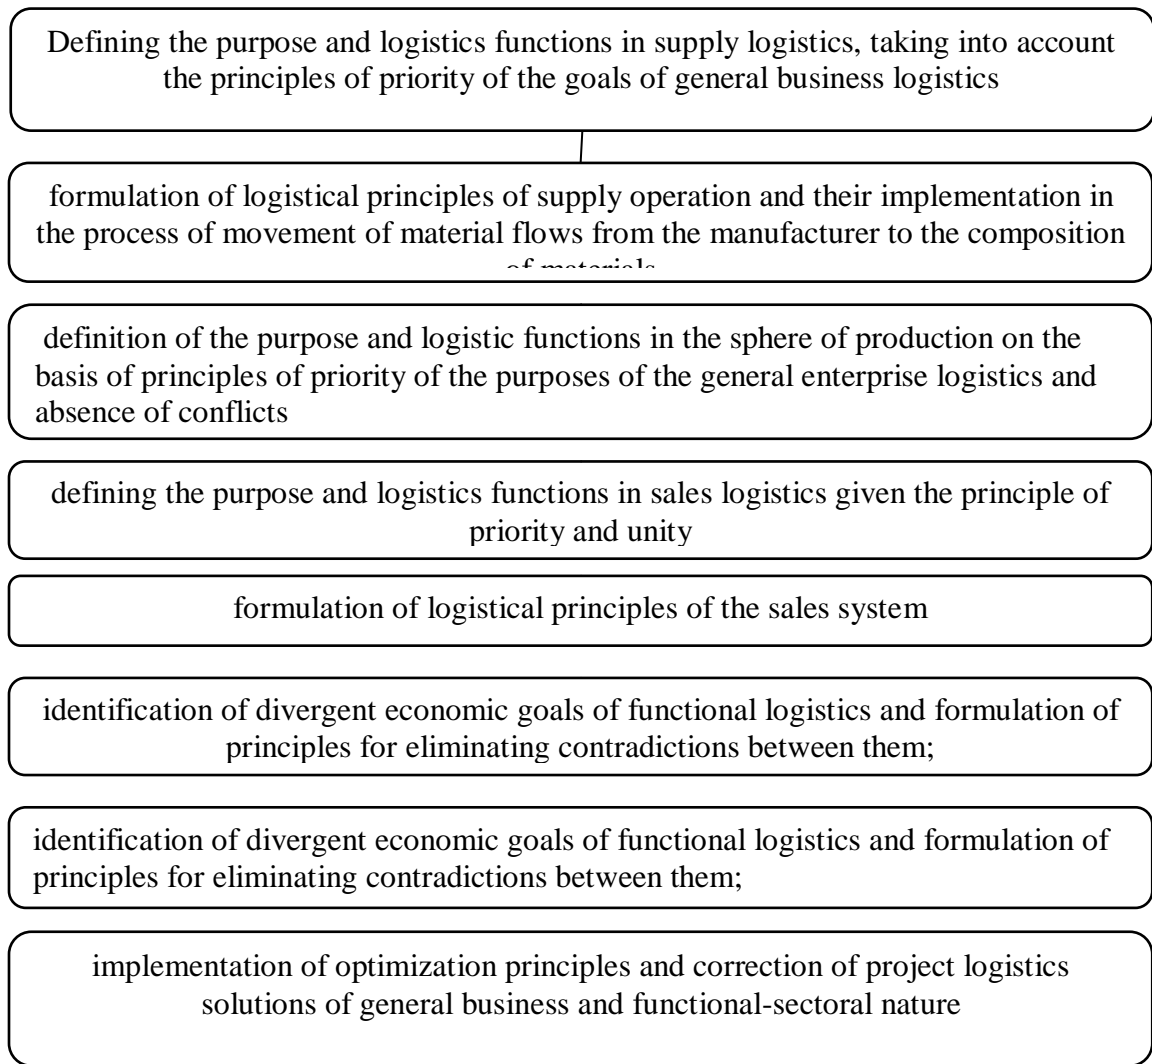 Defining the purpose and logistics functions in supply logistics, taking into account
the principles of priority of the goals of general business logistics
formulation of logistical principles of supply operation and their implementation in
the process of movement of material flows from the manufacturer to the composition
of materials
definition of the purpose and logistic functions in the sphere of production on the
basis of principles of priority of the purposes of the general enterprise logistics and
absence of conflicts
defining the purpose and logistics functions in sales logistics given the principle of
priority and unity
formulation of logistical principles of the sales system
identification of divergent economic goals of functional logistics and formulation of
principles for eliminating contradictions between them;
identification of divergent economic goals of functional logistics and formulation of
principles for eliminating contradictions between them;
implementation of optimization principles and correction of project logistics
solutions of general business and functional-sectoral nature